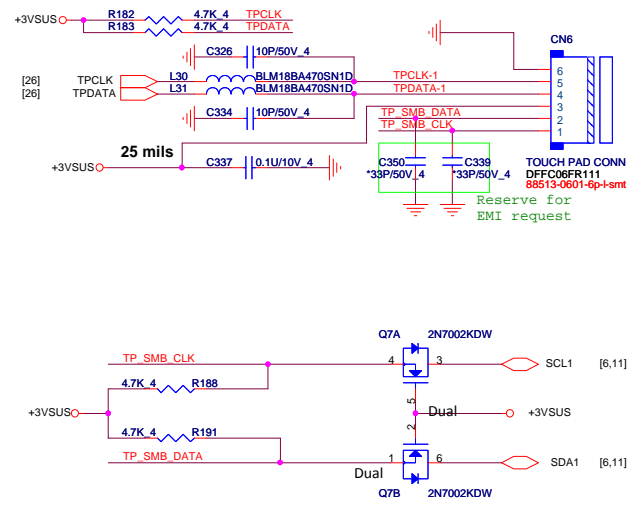 +3VSUS
R182 4.7K_4 TPCLK
R183 4.7K_4 TPDATA
C326 10P/50V_4
[26] TPCLK L30 BLM18BA470SN1D TPCLK-1
[26] TPDATA L31 BLM18BA470SN1D TPDATA-1
C334 10P/50V_4
TP_SMB_DATA
TP_SMB_CLK
CN6
6
5
4
3
2
1
TOUCH PAD CONN
DFFC06FR111
88513-0601-6p-l-smt
25 mils
+3VSUS C337 0.1U/10V_4
C350 C339
*33P/50V_4 *33P/50V_4
Reserve for
EMI request
Q7A 2N7002KDW
TP_SMB_CLK 4 3 SCL1 [6,11]
4.7K_4 R188
5
Dual
+3VSUS +3VSUS
2
4.7K_4 R191
TP_SMB_DATA 1 6 SDA1 [6,11]
Dual
Q7B 2N7002KDW